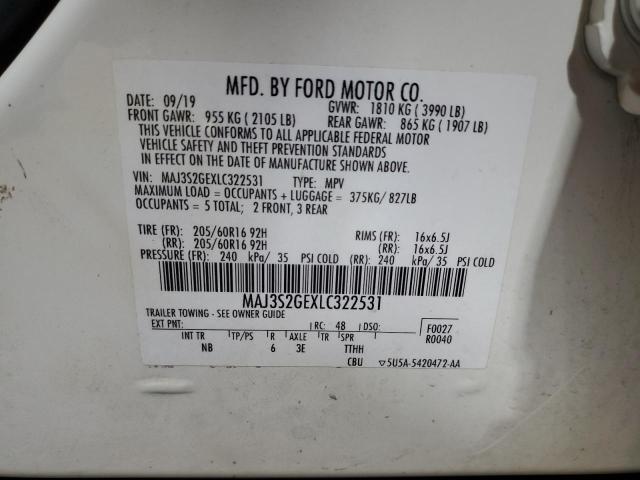 MFD. BY FORD MOTOR CO.
DATE: 09/19 GVWR: 1810 KG ( 3990 LB)
FRONT GAWR: 955 KG ( 2105 LB) REAR GAWR: 865 KG ( 1907 LB)
THIS VEHICLE CONFORMS TO ALL APPLICABLE FEDERAL MOTOR
VEHICLE SAFETY AND THEFT PREVENTION STANDARDS
IN EFFECT ON THE DATE OF MANUFACTURE SHOWN ABOVE.
VIN: MAJ3S2GEXLC322531 TYPE: MPV
MAXIMUM LOAD = OCCUPANTS + LUGGAGE = 375KG/ 827LB
OCCUPANTS = 5 TOTAL; 2 FRONT, 3 REAR
TIRE (FR): 205/60R16 92H RIMS (FR): 16x6.5J
(RR): 205/60R16 92H (RR): 16x6.5J
PRESSURE (FR): 240 kPa/ 35 PSI COLD (RR): 240 kPa/ 35 PSI COLD
MAJ3S2GEXLC322531
TRAILER TOWING - SEE OWNER GUIDE
EXT PNT: RC: 48 DSO: F0027
INT TR TP/PS R AXLE TR SPR R0040
NB 6 3E TTHH
CBU ▽5U5A-5420472-AA